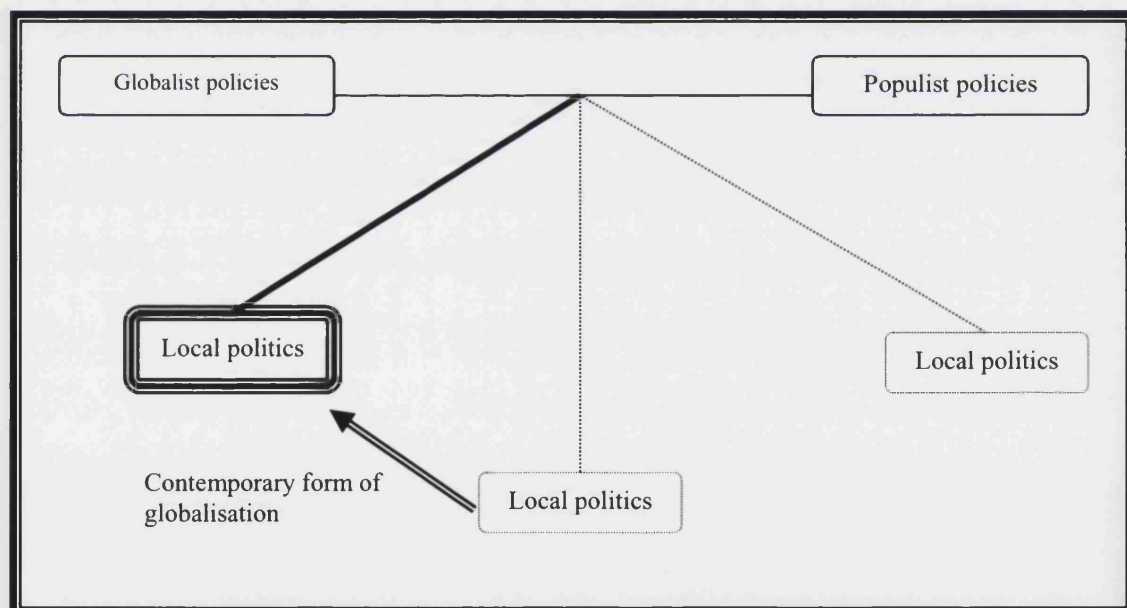 Globalist policies
Populist policies
Local politics
Local politics
Contemporary form of
globalisation
Local politics